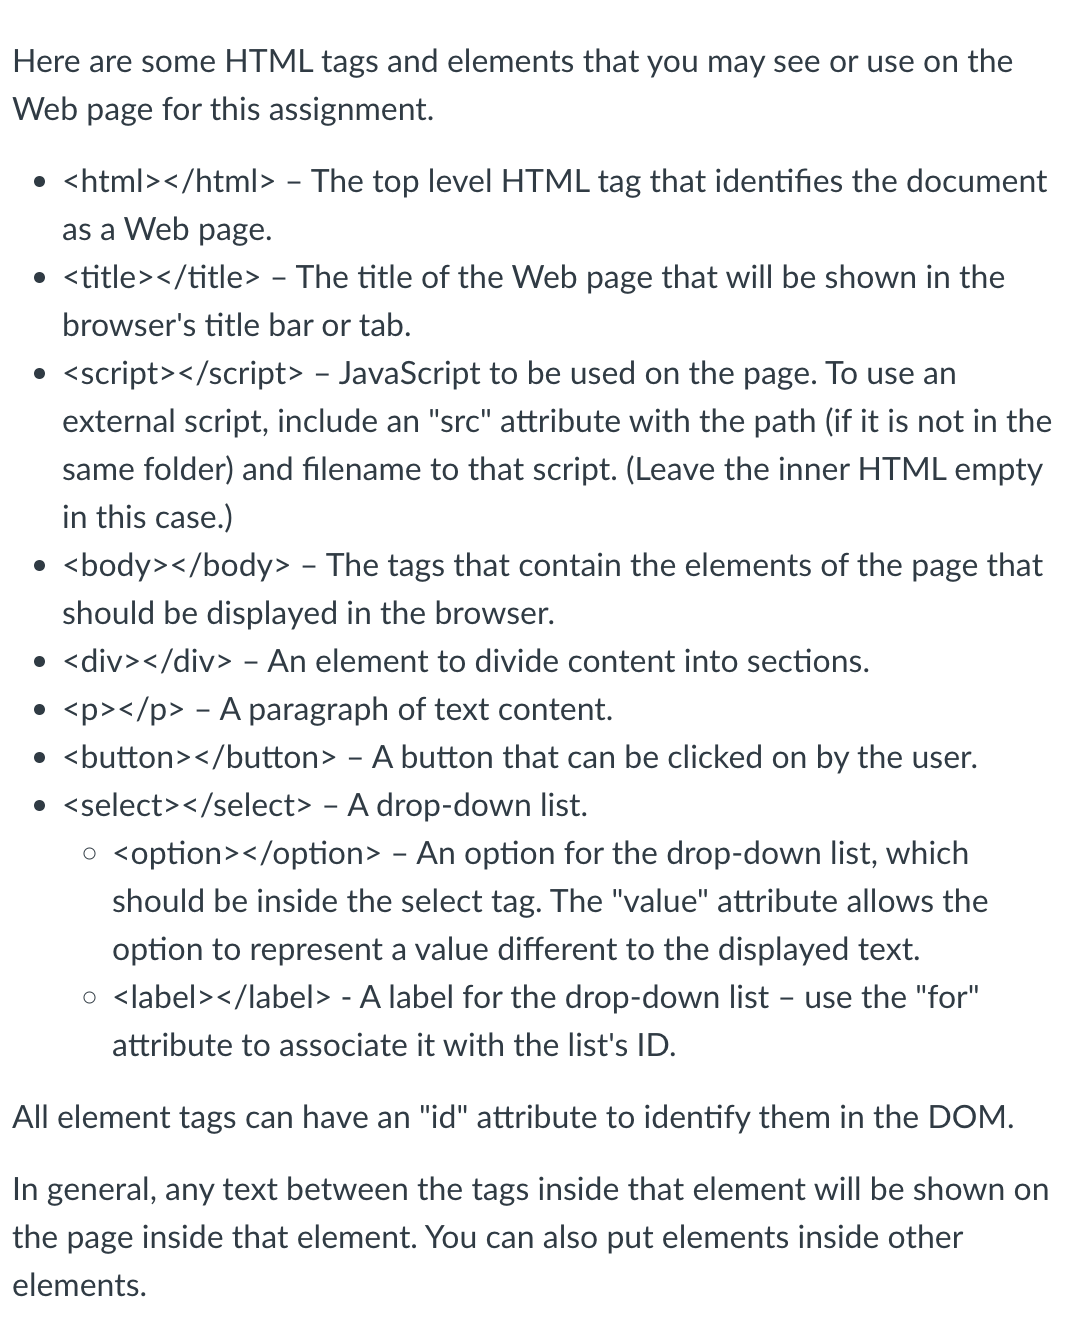 Here are some HTML tags and elements that you may see or use on the
Web page for this assignment.
• <html></html> – The top level HTML tag that identifies the document
as a Web page.
• <title></title> – The title of the Web page that will be shown in the
browser's title bar or tab.
• <script></script> – JavaScript to be used on the page. To use an
external script, include an "src" attribute with the path (if it is not in the
same folder) and filename to that script. (Leave the inner HTML empty
in this case.)
• <body></body> – The tags that contain the elements of the page that
should be displayed in the browser.
• <div></div> – An element to divide content into sections.
• <p></p> – A paragraph of text content.
• <button></button> – A button that can be clicked on by the user.
• <select></select> – A drop-down list.
○ <option></option> – An option for the drop-down list, which
should be inside the select tag. The "value" attribute allows the
option to represent a value different to the displayed text.
○ <label></label> - A label for the drop-down list – use the "for"
attribute to associate it with the list's ID.
All element tags can have an "id" attribute to identify them in the DOM.
In general, any text between the tags inside that element will be shown on
the page inside that element. You can also put elements inside other
elements.